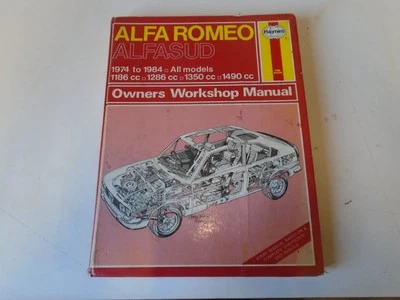 ALFA ROMEO
ALFASUD
1974 to 1984 □ All models
1186 cc □ 1286 cc □ 1350 cc □ 1490 cc
Haynes
Owners Workshop Manual